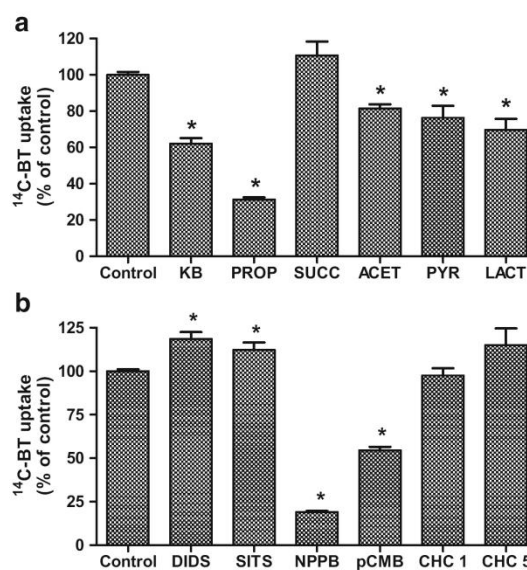 a
120
100
80
60
40
20
0
¹⁴C-BT uptake
(% of control)
* * * * *
Control KB PROP SUCC ACET PYR LACT
b
125
100
75
50
25
0
¹⁴C-BT uptake
(% of control)
* * * *
Control DIDS SITS NPPB pCMB CHC 1 CHC 5